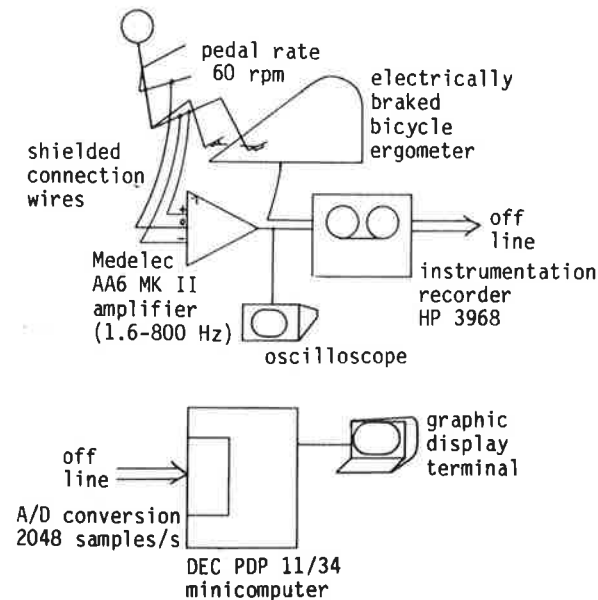 pedal rate
60 rpm
electrically
braked
bicycle
ergometer
shielded
connection
wires
+
o
-
Medelec
AA6 MK II
amplifier
(1.6-800 Hz)
off
line
instrumentation
recorder
HP 3968
oscilloscope
off
line
graphic
display
terminal
A/D conversion
2048 samples/s
DEC PDP 11/34
minicomputer